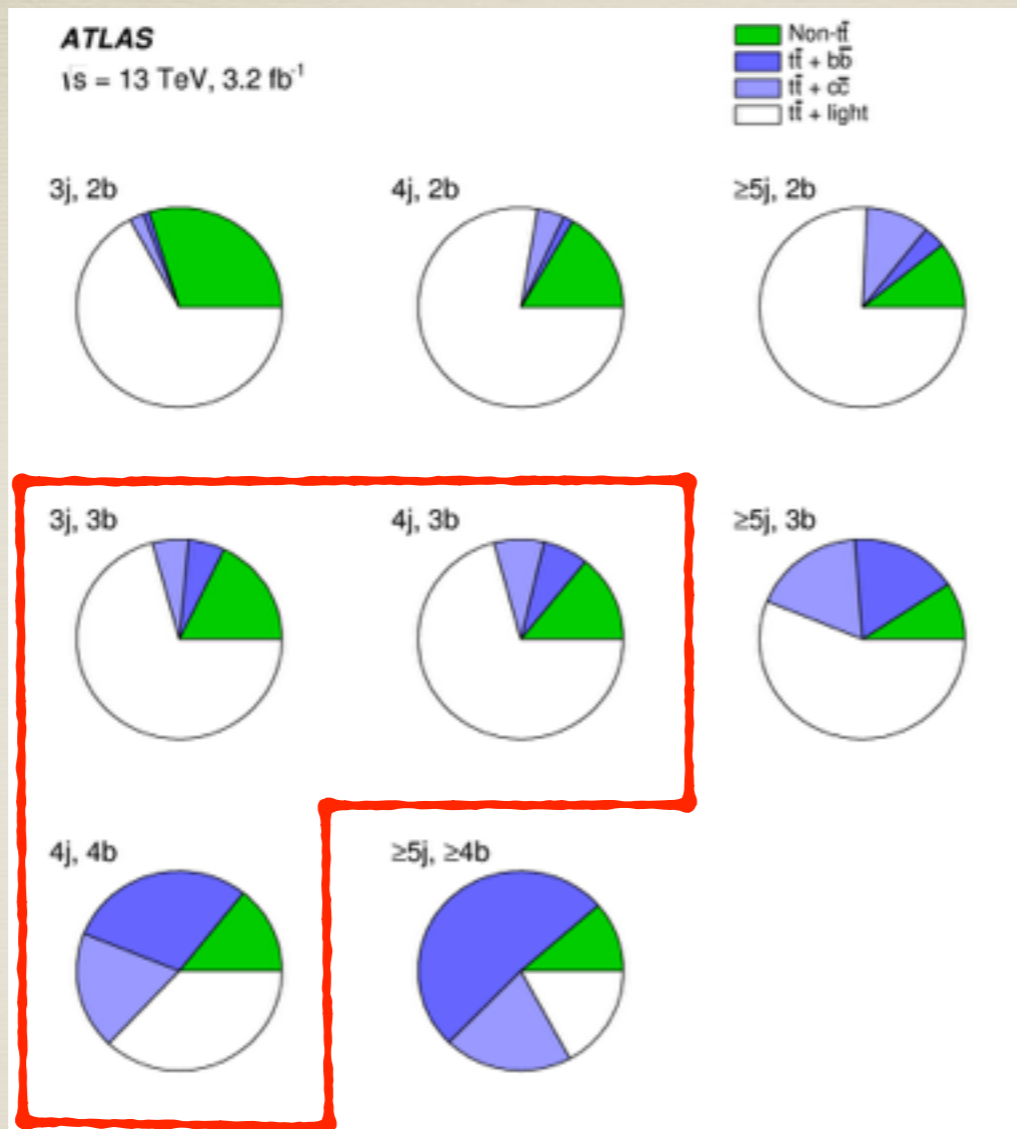 ATLAS
√s = 13 TeV, 3.2 fb⁻¹
Non-tt̄
tt̄ + bb̄
tt̄ + cc̄
tt̄ + light
3j, 2b
4j, 2b
≥5j, 2b
3j, 3b
4j, 3b
≥5j, 3b
4j, 4b
≥5j, ≥4b